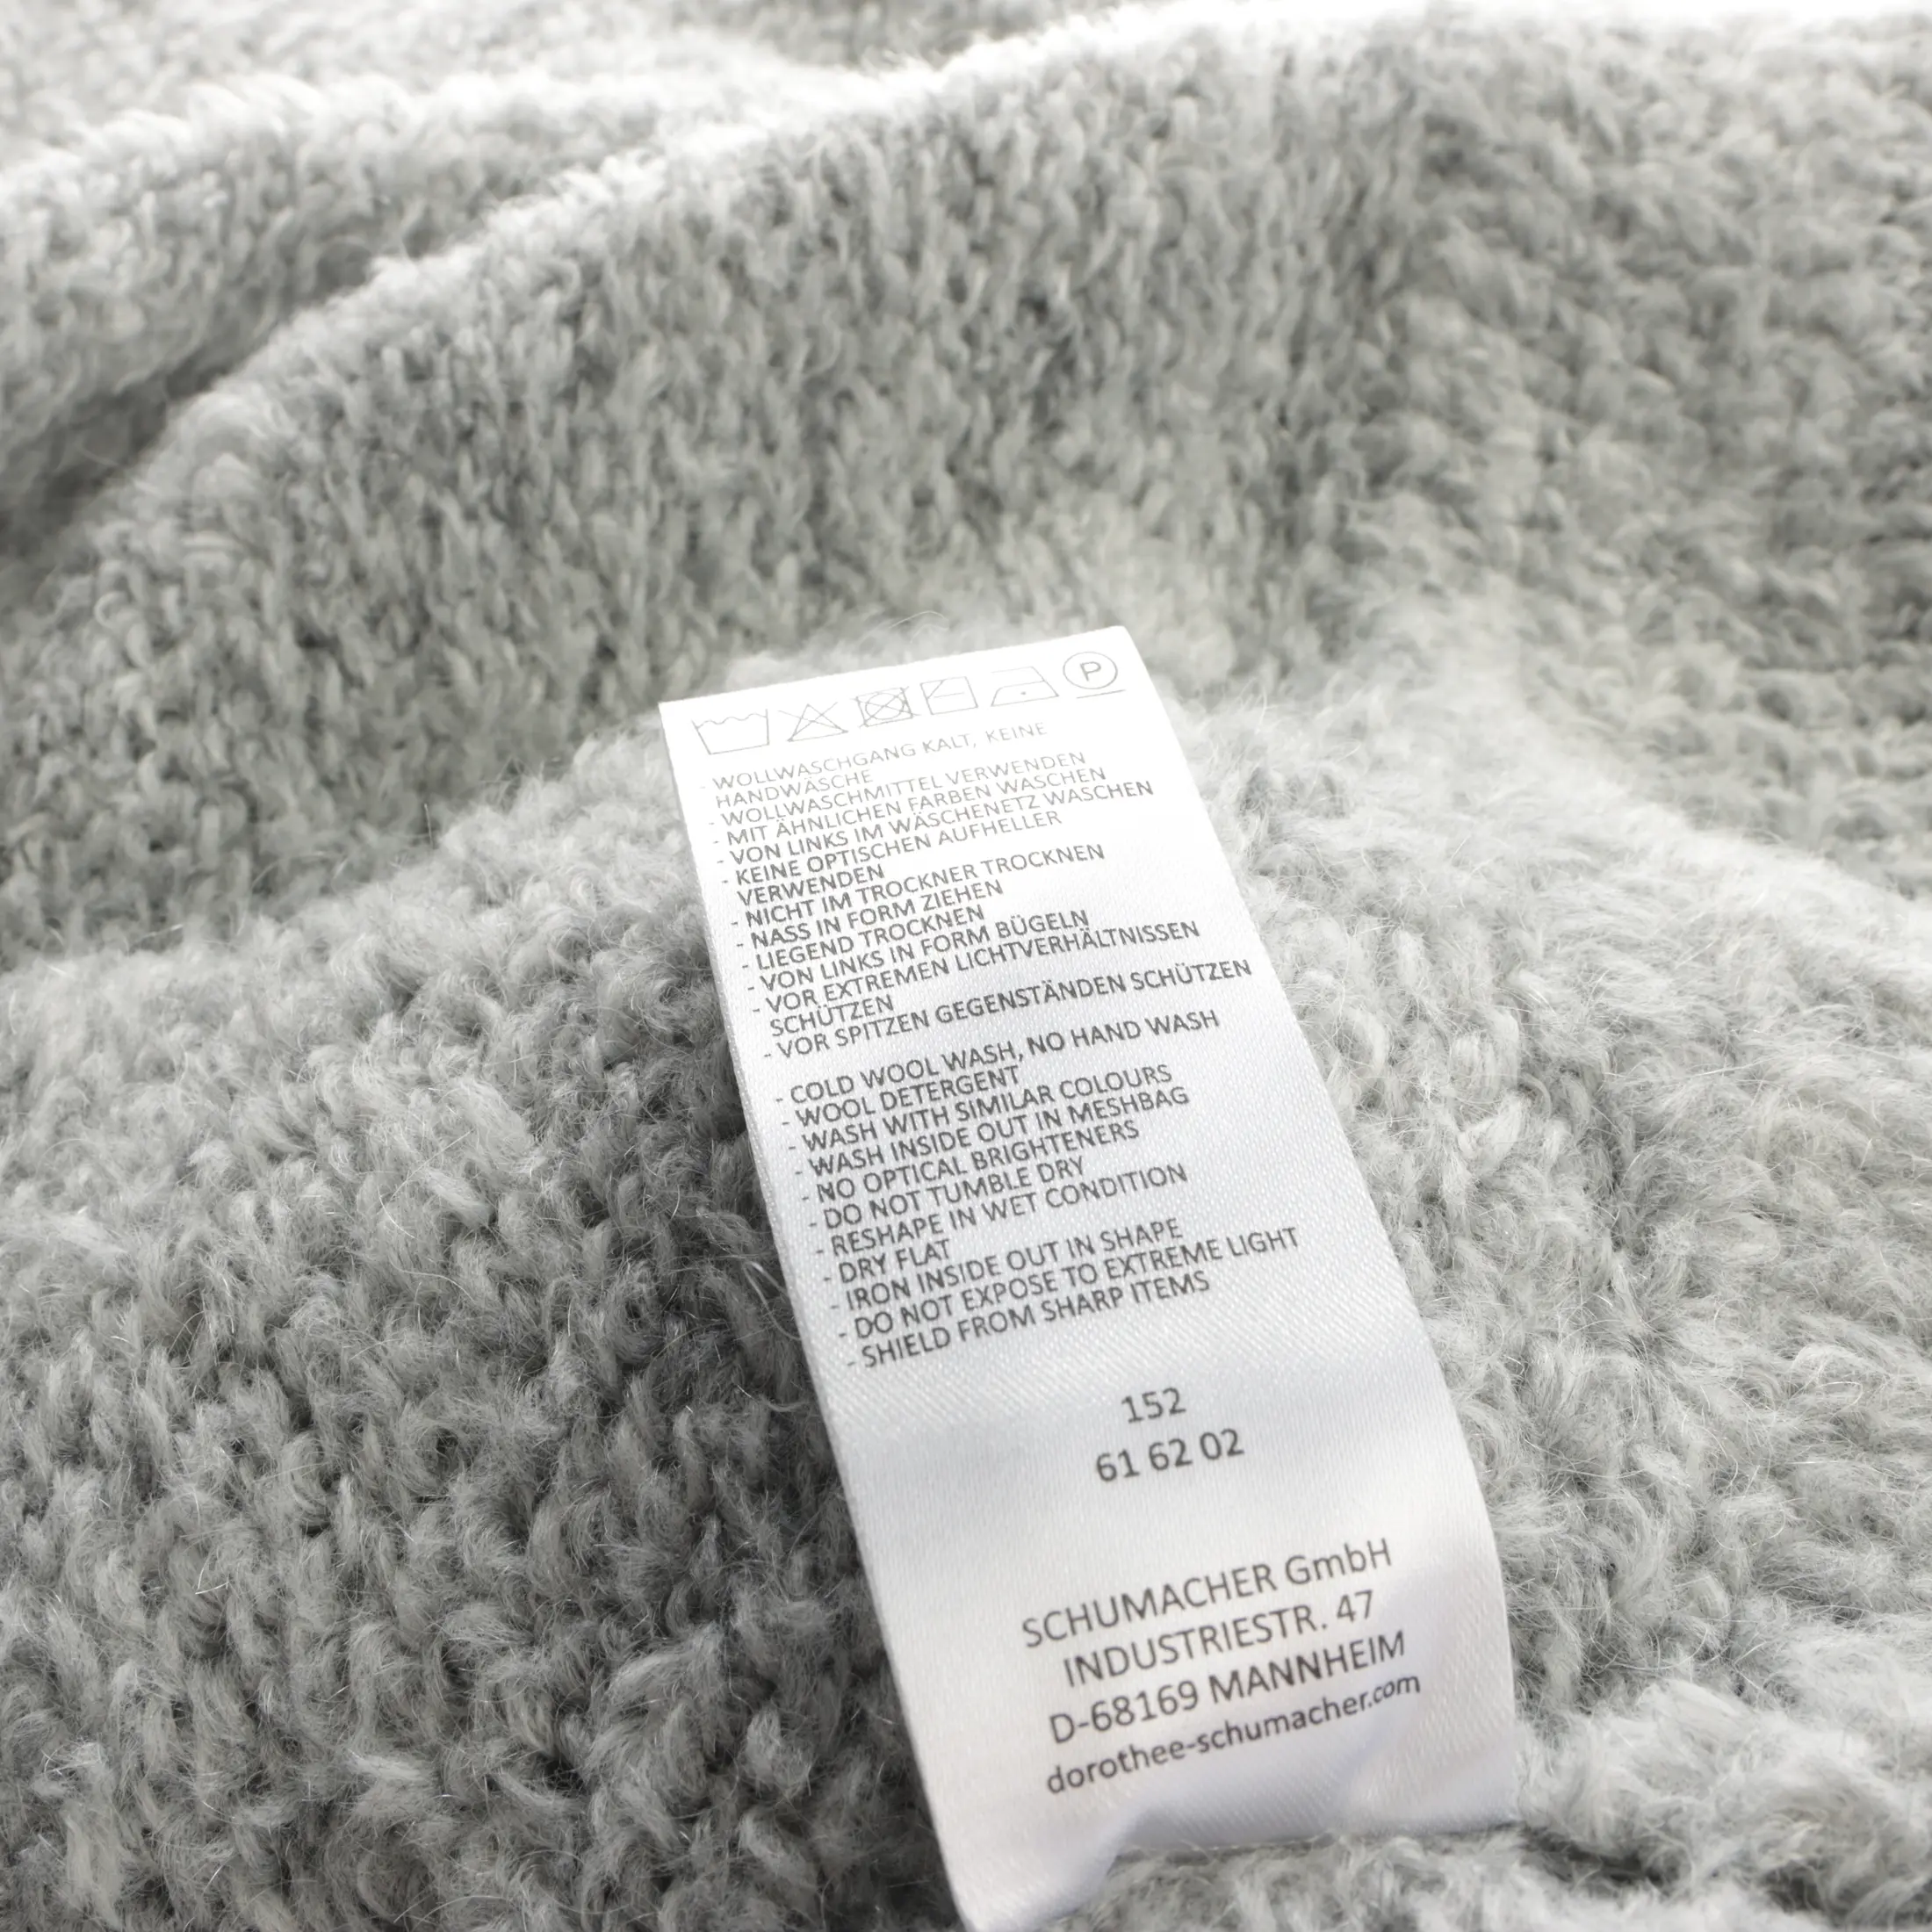 P
- WOLLWASCHGANG KALT, KEINE
HANDWÄSCHE
- WOLLWASCHMITTEL VERWENDEN
- MIT ÄHNLICHEN FARBEN WASCHEN
- VON LINKS IM WÄSCHENETZ WASCHEN
- KEINE OPTISCHEN AUFHELLER
VERWENDEN
- NICHT IM TROCKNER TROCKNEN
- NASS IN FORM ZIEHEN
- LIEGEND TROCKNEN
- VON LINKS IN FORM BÜGELN
- VOR EXTREMEN LICHTVERHÄLTNISSEN
SCHÜTZEN
- VOR SPITZEN GEGENSTÄNDEN SCHÜTZEN
- COLD WOOL WASH, NO HAND WASH
- WOOL DETERGENT
- WASH WITH SIMILAR COLOURS
- WASH INSIDE OUT IN MESHBAG
- NO OPTICAL BRIGHTENERS
- DO NOT TUMBLE DRY
- RESHAPE IN WET CONDITION
- DRY FLAT
- IRON INSIDE OUT IN SHAPE
- DO NOT EXPOSE TO EXTREME LIGHT
- SHIELD FROM SHARP ITEMS
152
61 62 02
SCHUMACHER GmbH
INDUSTRIESTR. 47
D-68169 MANNHEIM
dorothee-schumacher.com